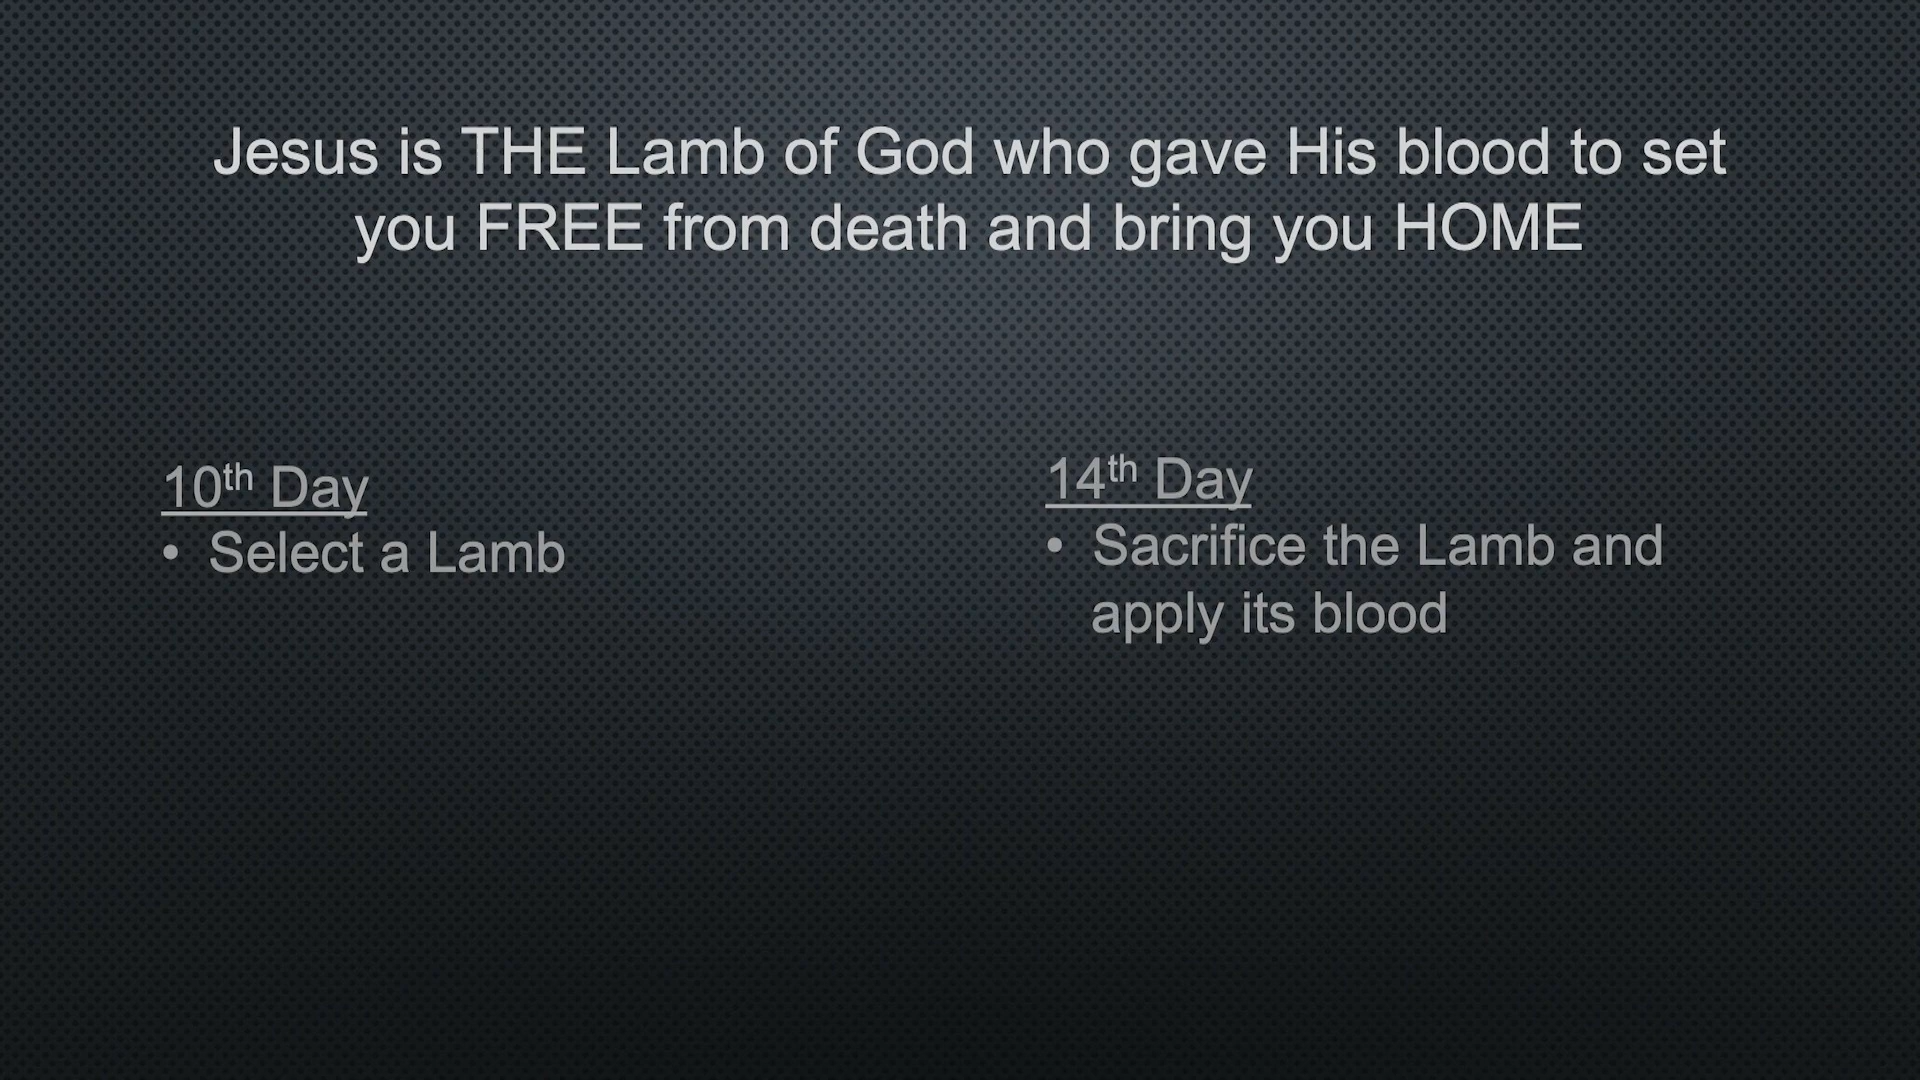 Jesus is THE Lamb of God who gave His blood to set
you FREE from death and bring you HOME
10th Day
• Select a Lamb
14th Day
• Sacrifice the Lamb and
apply its blood